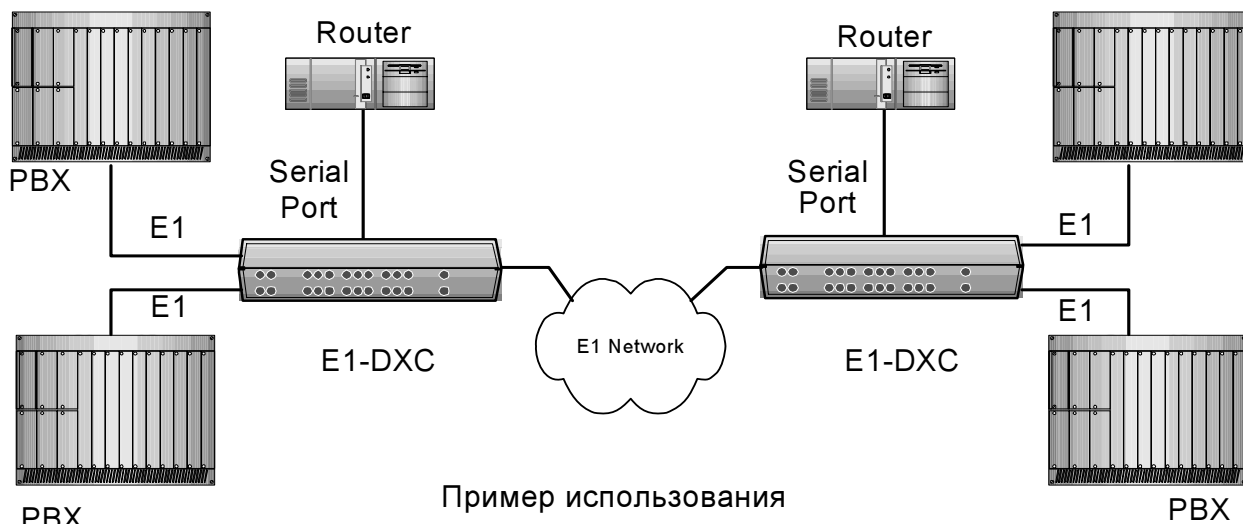 Router
Router
PBX
Serial
Port
Serial
Port
E1
E1
E1
E1
E1 Network
E1-DXC
E1-DXC
Пример использования
PBX
PBX